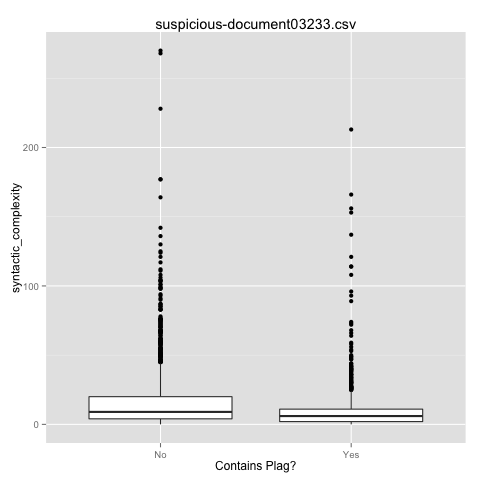 suspicious-document03233.csv
syntactic_complexity
200
100
0
No Yes
Contains Plag?